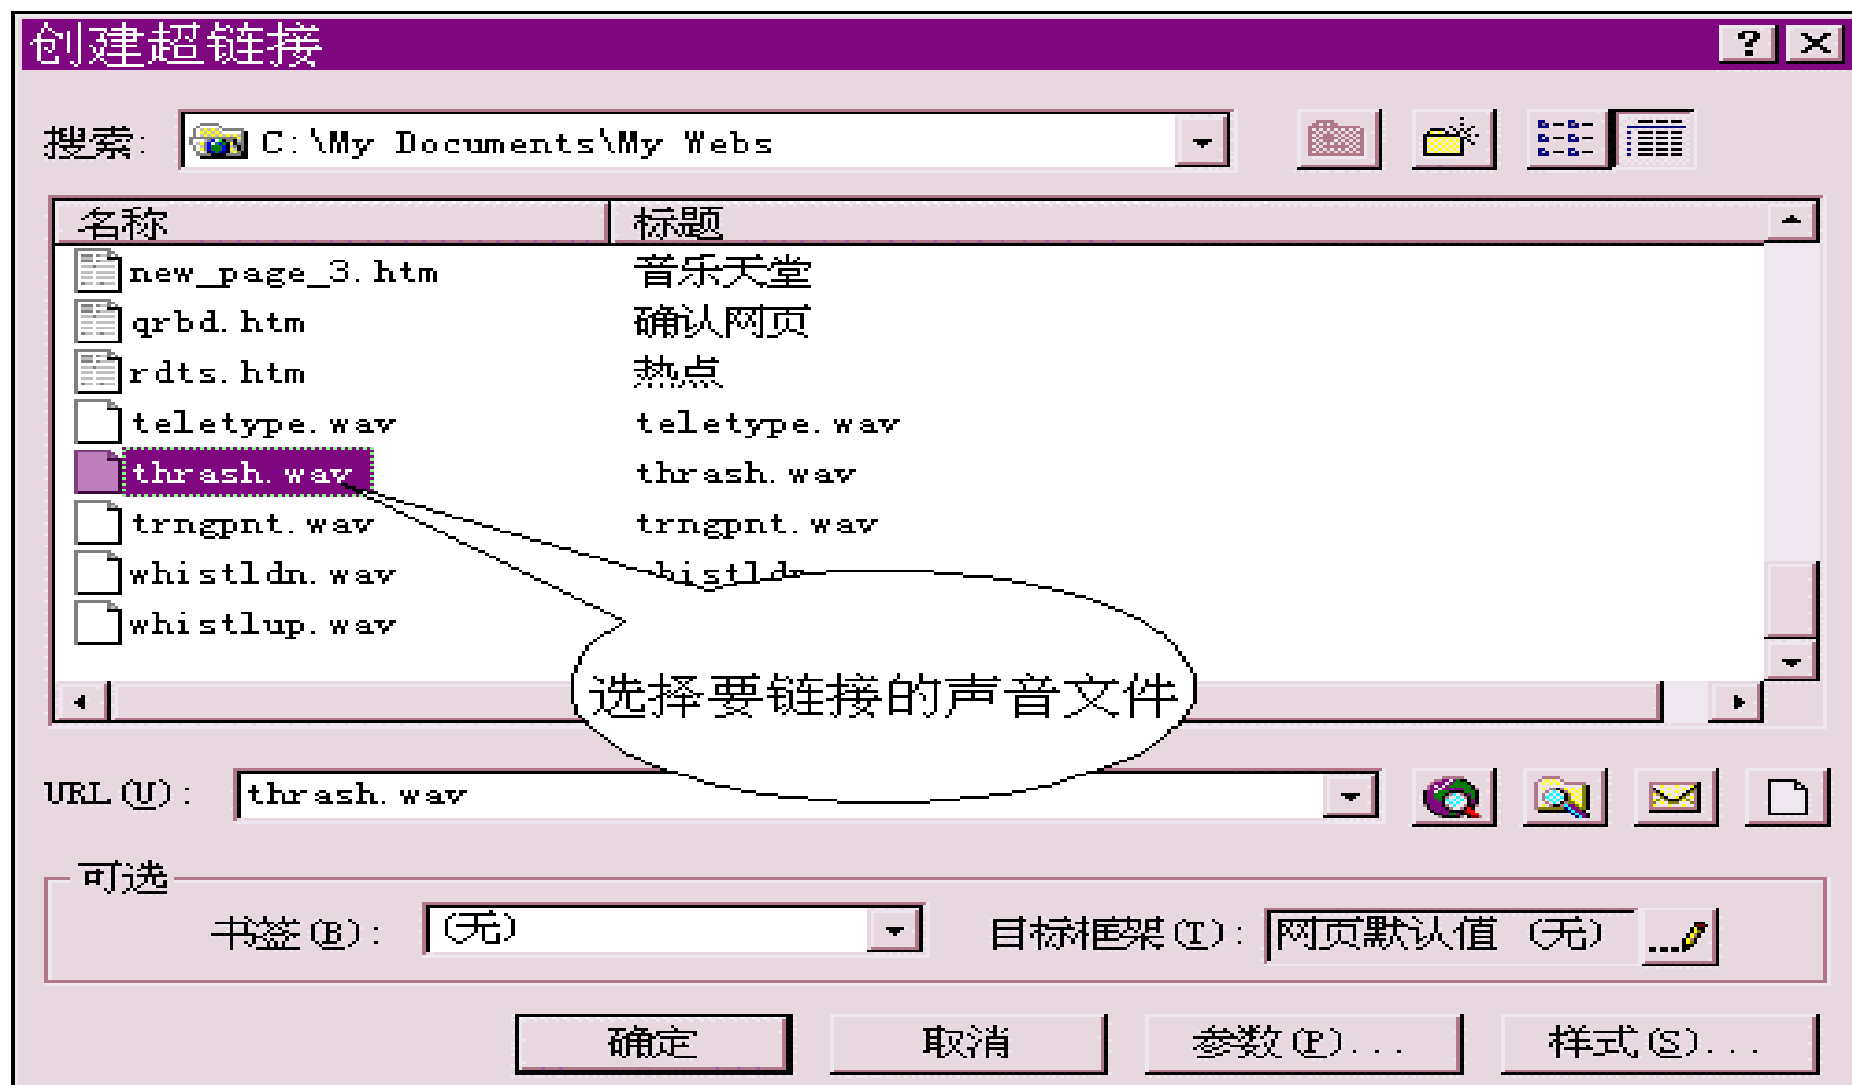 创建超链接
搜索: C:\My Documents\My Webs
名称 标题
new_page_3.htm 音乐天堂
qrbd.htm 确认网页
rdts.htm 热点
teletype.wav teletype.wav
thrash.wav thrash.wav
trngpnt.wav trngpnt.wav
whistldn.wav
whistlup.wav
选择要链接的声音文件
URL(U): thrash.wav
可选
书签(B): (无) 目标框架(T): 网页默认值 (无)
确定 取消 参数(P)... 样式(S)...